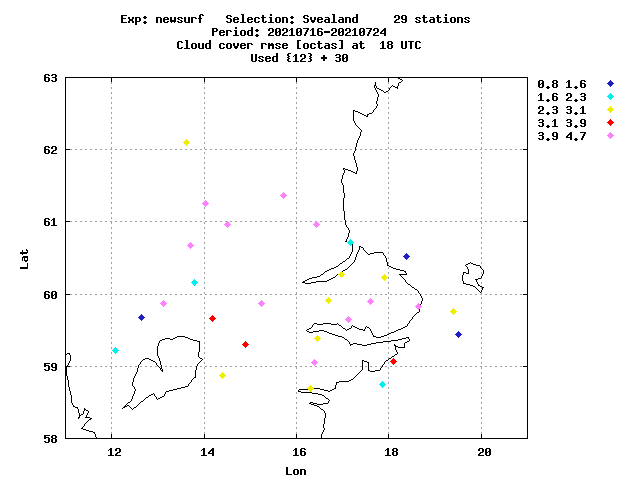 Exp: newsurf   Selection: Svealand     29 stations
Period: 20210716-20210724
Cloud cover rmse [octas] at  18 UTC
Used {12} + 30
0.8 1.6
1.6 2.3
2.3 3.1
3.1 3.9
3.9 4.7
63
62
61
60
59
58
Lat
12 14 16 18 20
Lon